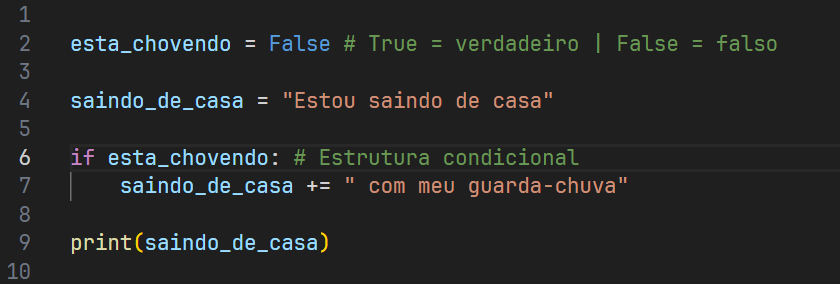 1
2 esta_chovendo = False # True = verdadeiro | False = falso
3
4 saindo_de_casa = "Estou saindo de casa"
5
6 if esta_chovendo: # Estrutura condicional
7     saindo_de_casa += " com meu guarda-chuva"
8
9 print(saindo_de_casa)
10